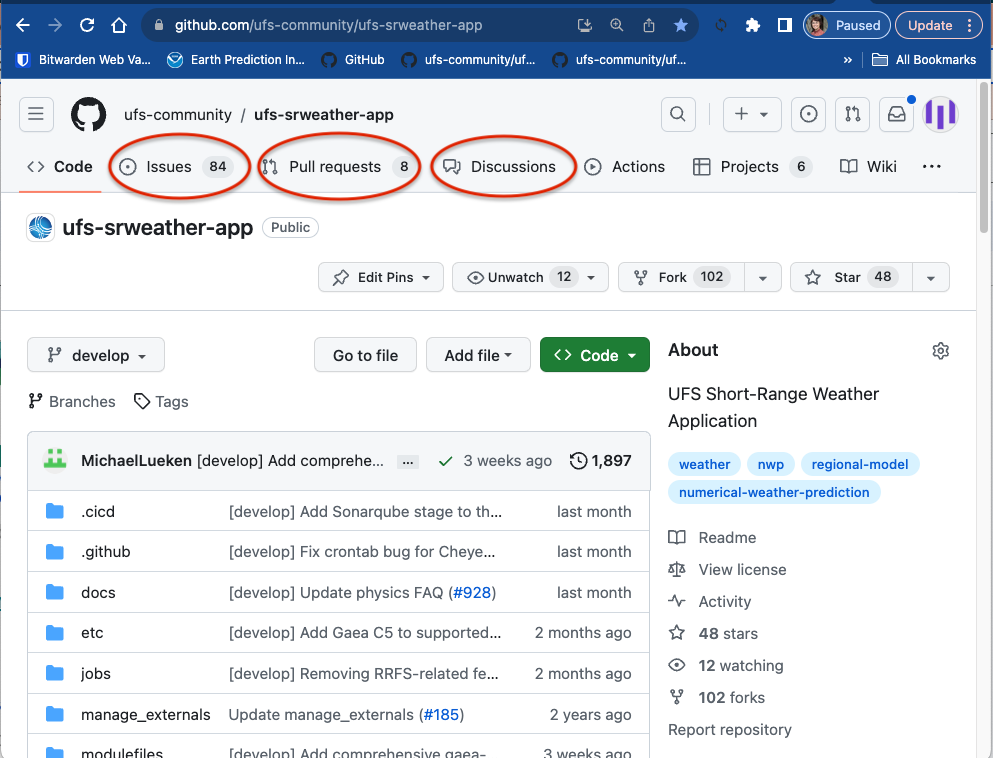 github.com/ufs-community/ufs-srweather-app
Paused
Update
Bitwarden Web Va...
Earth Prediction In...
GitHub
ufs-community/uf...
ufs-community/uf...
»
All Bookmarks
ufs-community / ufs-srweather-app
Code
Issues 84
Pull requests 8
Discussions
Actions
Projects 6
Wiki
ufs-srweather-app Public
Edit Pins
Unwatch 12
Fork 102
Star 48
develop
Go to file
Add file
Code
Branches
Tags
MichaelLueken [develop] Add comprehe... ... 3 weeks ago 1,897
.cicd [develop] Add Sonarqube stage to th... last month
.github [develop] Fix crontab bug for Cheye... last month
docs [develop] Update physics FAQ (#928) last month
etc [develop] Add Gaea C5 to supported... 2 months ago
jobs [develop] Removing RRFS-related fe... 2 months ago
manage_externals Update manage_externals (#185) 2 years ago
modulefiles [develop] Add comprehensive gaea- 3 weeks ago
About
UFS Short-Range Weather
Application
weather nwp regional-model
numerical-weather-prediction
Readme
View license
Activity
48 stars
12 watching
102 forks
Report repository